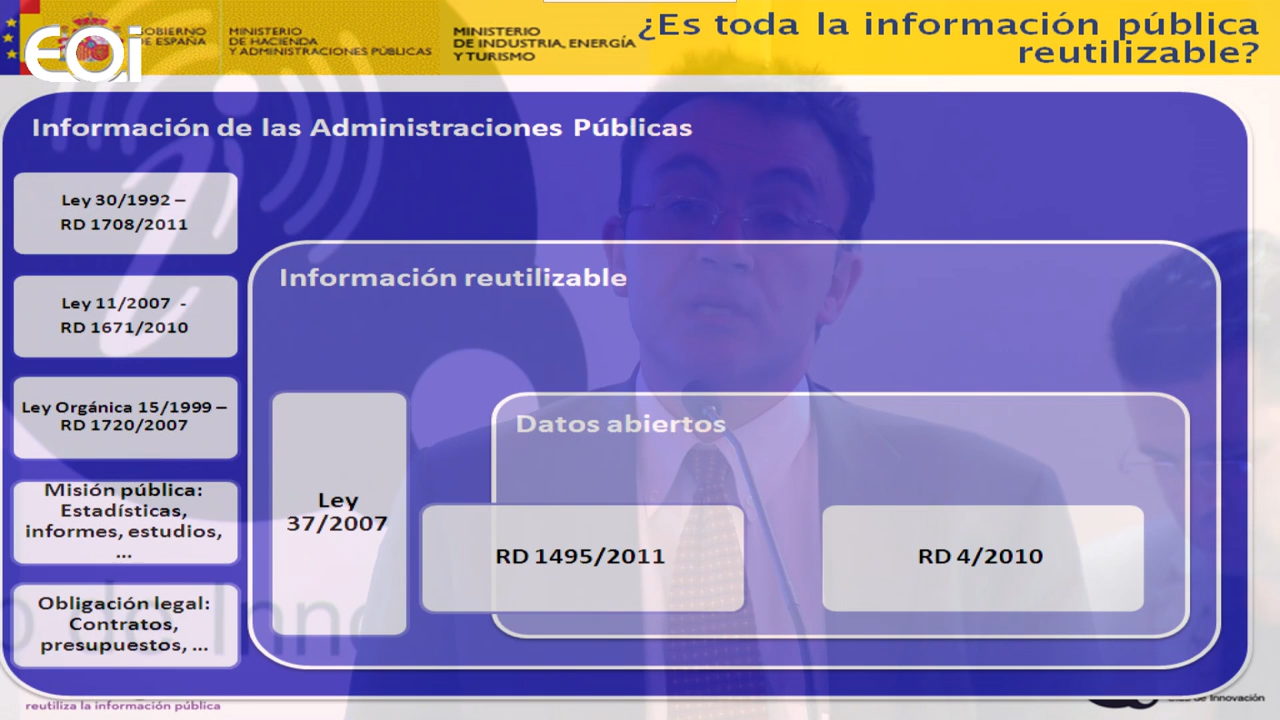 eoi
GOBIERNO
DE ESPAÑA
MINISTERIO
DE HACIENDA
Y ADMINISTRACIONES PÚBLICAS
MINISTERIO
DE INDUSTRIA, ENERGÍA
Y TURISMO
¿Es toda la información pública
reutilizable?
Información de las Administraciones Públicas
Ley 30/1992 –
RD 1708/2011
Ley 11/2007 -
RD 1671/2010
Ley Orgánica 15/1999 –
RD 1720/2007
Misión pública:
Estadísticas,
informes, estudios,
...
Obligación legal:
Contratos,
presupuestos, ...
Información reutilizable
Ley
37/2007
Datos abiertos
RD 1495/2011
RD 4/2010
reutiliza la información pública
de Innovación